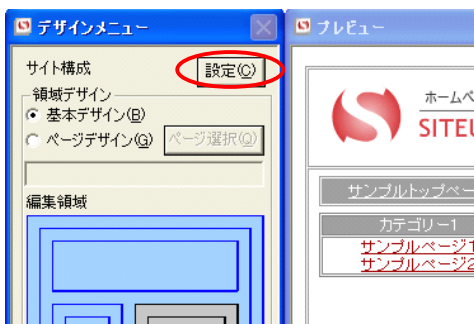 デザインメニュー
サイト構成
設定(C)
領域デザイン
基本デザイン(B)
ページデザイン(G)
ページ選択(O)
編集領域
プレビュー
ホームペ
SITEU
サンプルトップペー
カテゴリー1
サンプルページ1
サンプルページ2